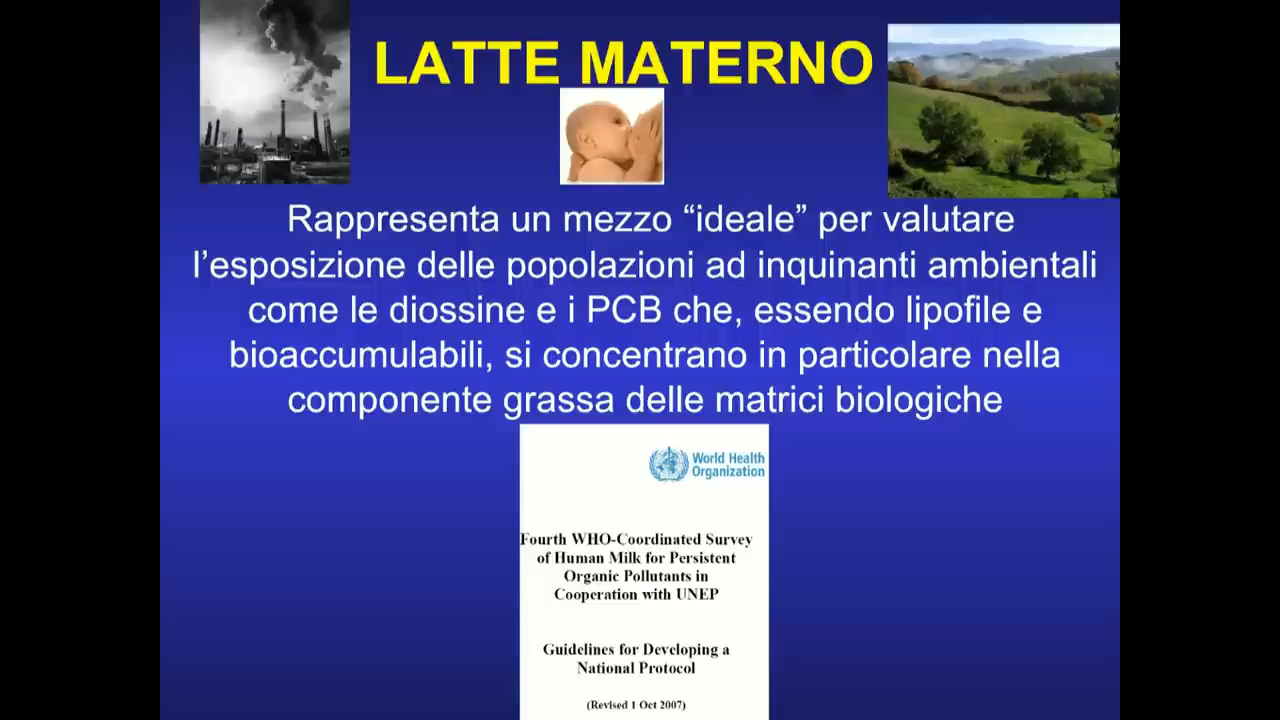 LATTE MATERNO
Rappresenta un mezzo “ideale” per valutare
l’esposizione delle popolazioni ad inquinanti ambientali
come le diossine e i PCB che, essendo lipofile e
bioaccumulabili, si concentrano in particolare nella
componente grassa delle matrici biologiche
World Health
Organization
Fourth WHO-Coordinated Survey
of Human Milk for Persistent
Organic Pollutants in
Cooperation with UNEP
Guidelines for Developing a
National Protocol
(Revised 1 Oct 2007)